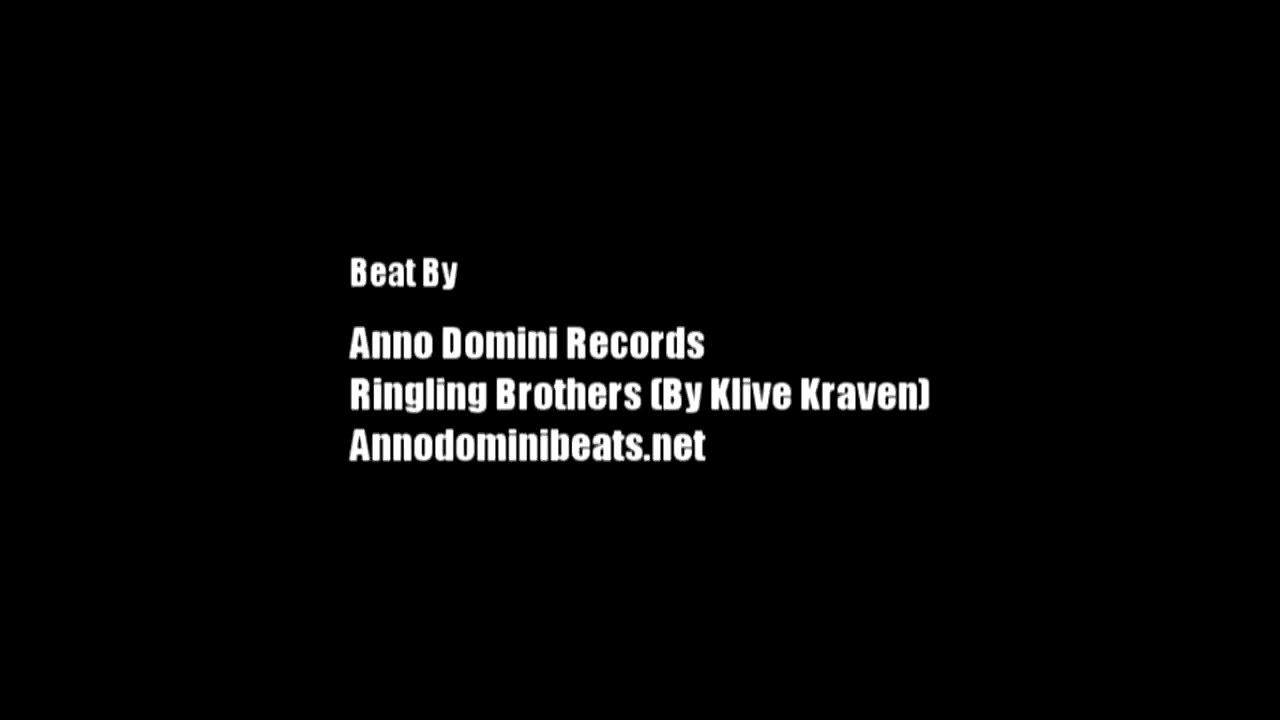 Beat By
Anno Domini Records
Ringling Brothers (By Klive Kraven)
Annodominibeats.net